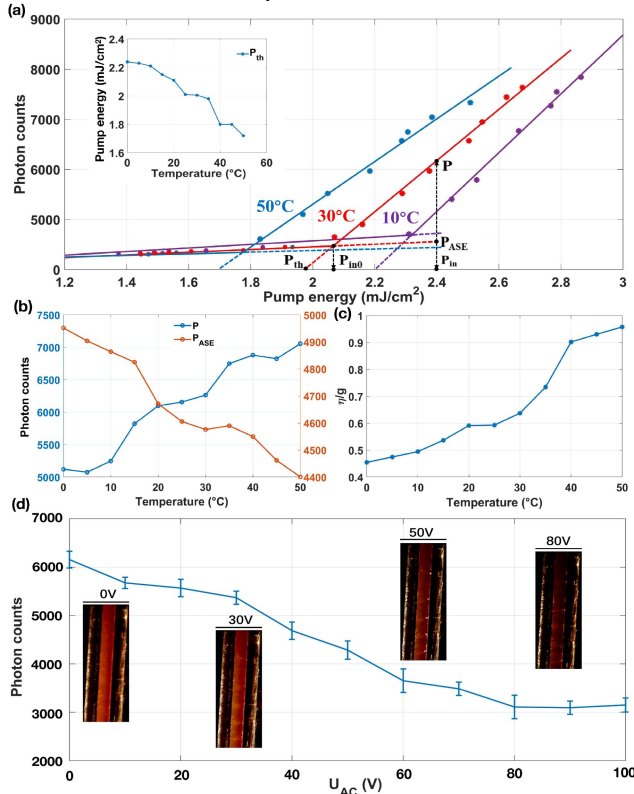 (a)
9000
8000
7000
6000
5000
4000
0
Photon counts
1.2
1.4
1.6
1.8
2
2.2
2.4
2.6
2.8
3
Pump energy (mJ/cm²)
2.4
2.2
2
1.8
1.6
Pump energy (mJ/cm²)
0
20
40
60
Temperature (°C)
P_th
50°C
30°C
10°C
P
P_ASE
P_th
P_in0
P_in
(b)
7500
7000
6500
6000
5500
5000
Photon counts
P
P_ASE
5000
4900
4800
4700
4600
4500
4400
0
10
20
30
40
50
Temperature (°C)
(c)
1
0.9
0.8
0.7
0.6
0.5
0.4
η/g
0
10
20
30
40
50
Temperature (°C)
(d)
7000
6000
5000
4000
3000
2000
Photon counts
0V
30V
50V
80V
0
20
40
60
80
100
U_AC (V)